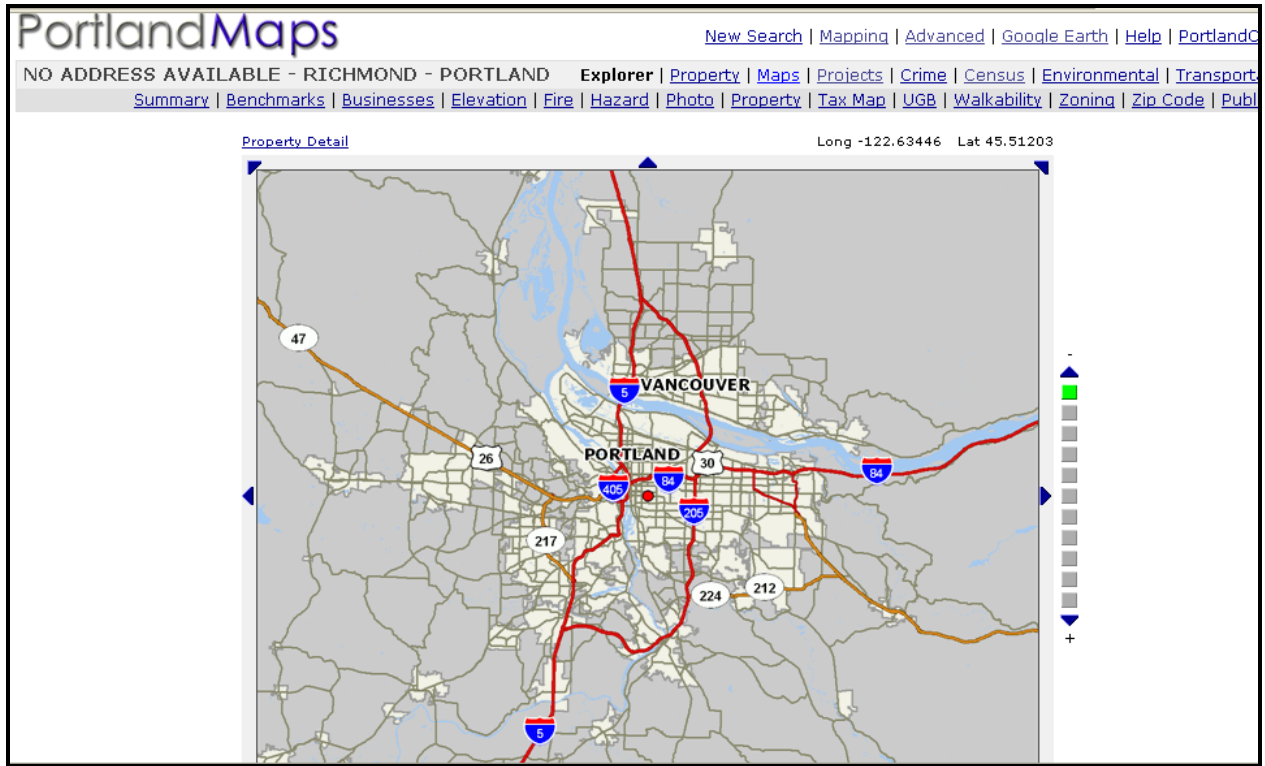 PortlandMaps
New Search | Mapping | Advanced | Google Earth | Help |
NO ADDRESS AVAILABLE - RICHMOND - PORTLAND Explorer | Property | Maps | Projects | Crime | Census | Environmental |
Summary | Benchmarks | Businesses | Elevation | Fire | Hazard | Photo | Property | Tax Map | UGB | Walkability | Zoning | Zip Code |
Property Detail Long -122.63446 Lat 45.51203
47
-
5 VANCOUVER
PORTLAND
26
30
84
84
405
205
217
212
224
+
5